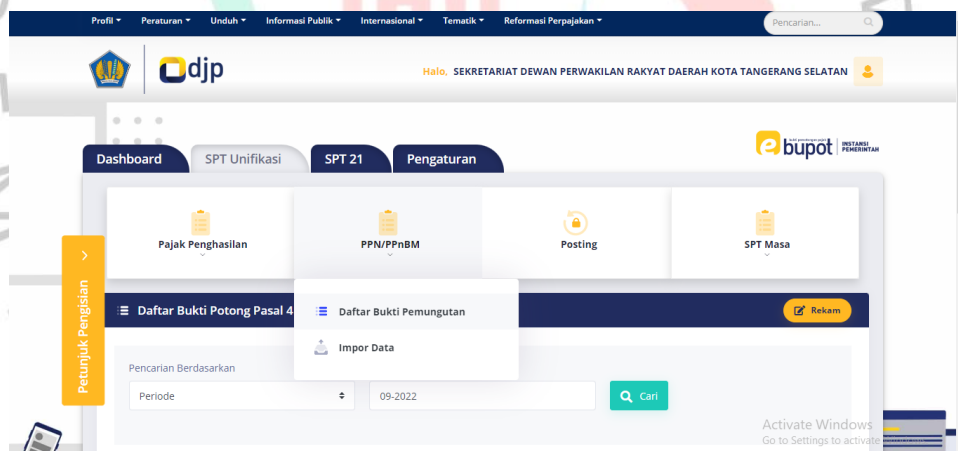 Profil Peraturan Unduh Informasi Publik Internasional Tematik Reformasi Perpajakan Pencarian...
djp
Halo, SEKRETARIAT DEWAN PERWAKILAN RAKYAT DAERAH KOTA TANGERANG SELATAN
Dashboard SPT Unifikasi SPT 21 Pengaturan
e bupot INSTANSI PEMERINTAH
Pajak Penghasilan PPN/PPnBM Posting SPT Masa
Petunjuk Pengisian
Daftar Bukti Potong Pasal 4
Rekam
Daftar Bukti Pemungutan
Impor Data
Pencarian Berdasarkan
Periode 09-2022 Cari
Activate Windows
Go to Settings to activate